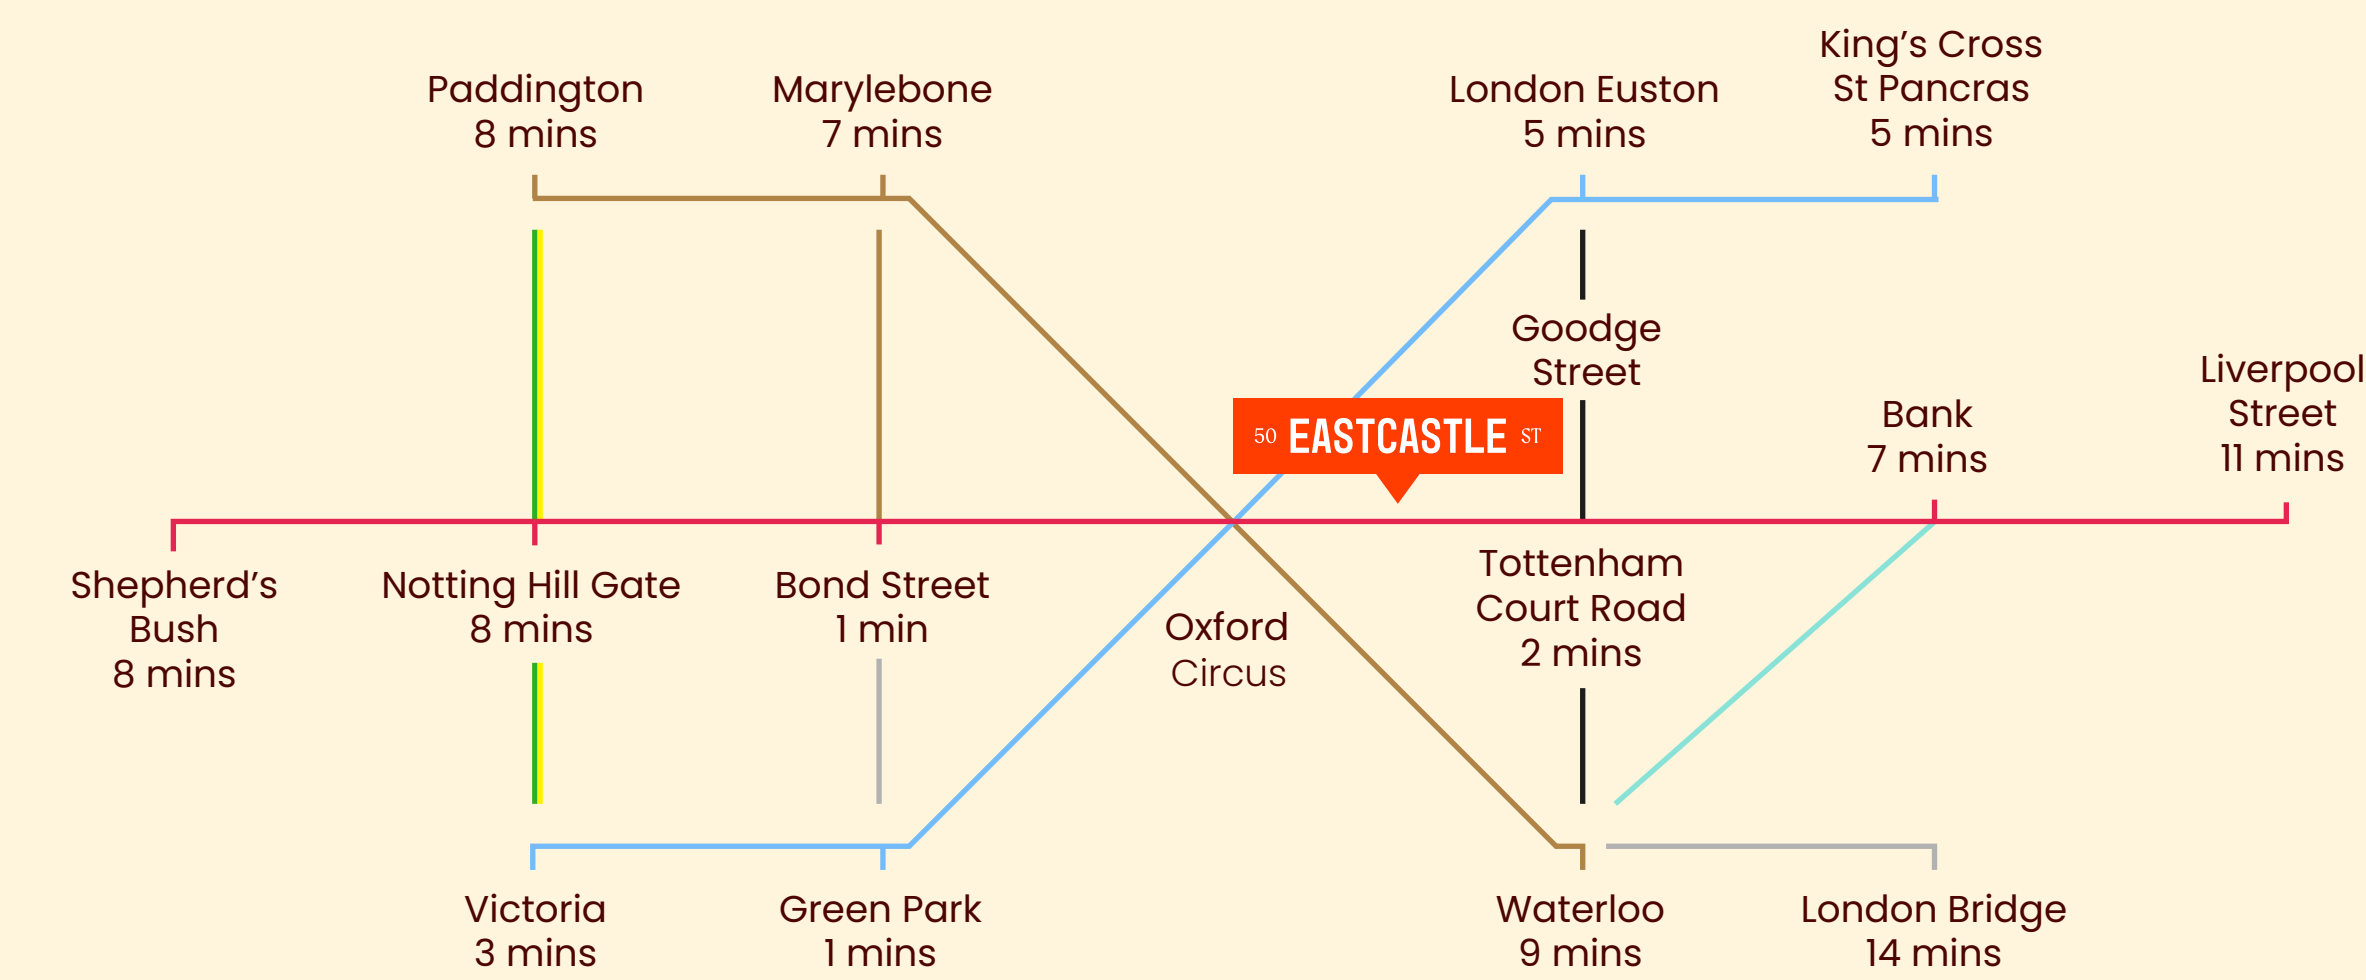 Paddington
8 mins
Marylebone
7 mins
London Euston
5 mins
King’s Cross
St Pancras
5 mins
Goodge
Street
50 EASTCASTLE ST
Bank
7 mins
Liverpool
Street
11 mins
Shepherd’s
Bush
8 mins
Notting Hill Gate
8 mins
Bond Street
1 min
Oxford
Circus
Tottenham
Court Road
2 mins
Victoria
3 mins
Green Park
1 mins
Waterloo
9 mins
London Bridge
14 mins